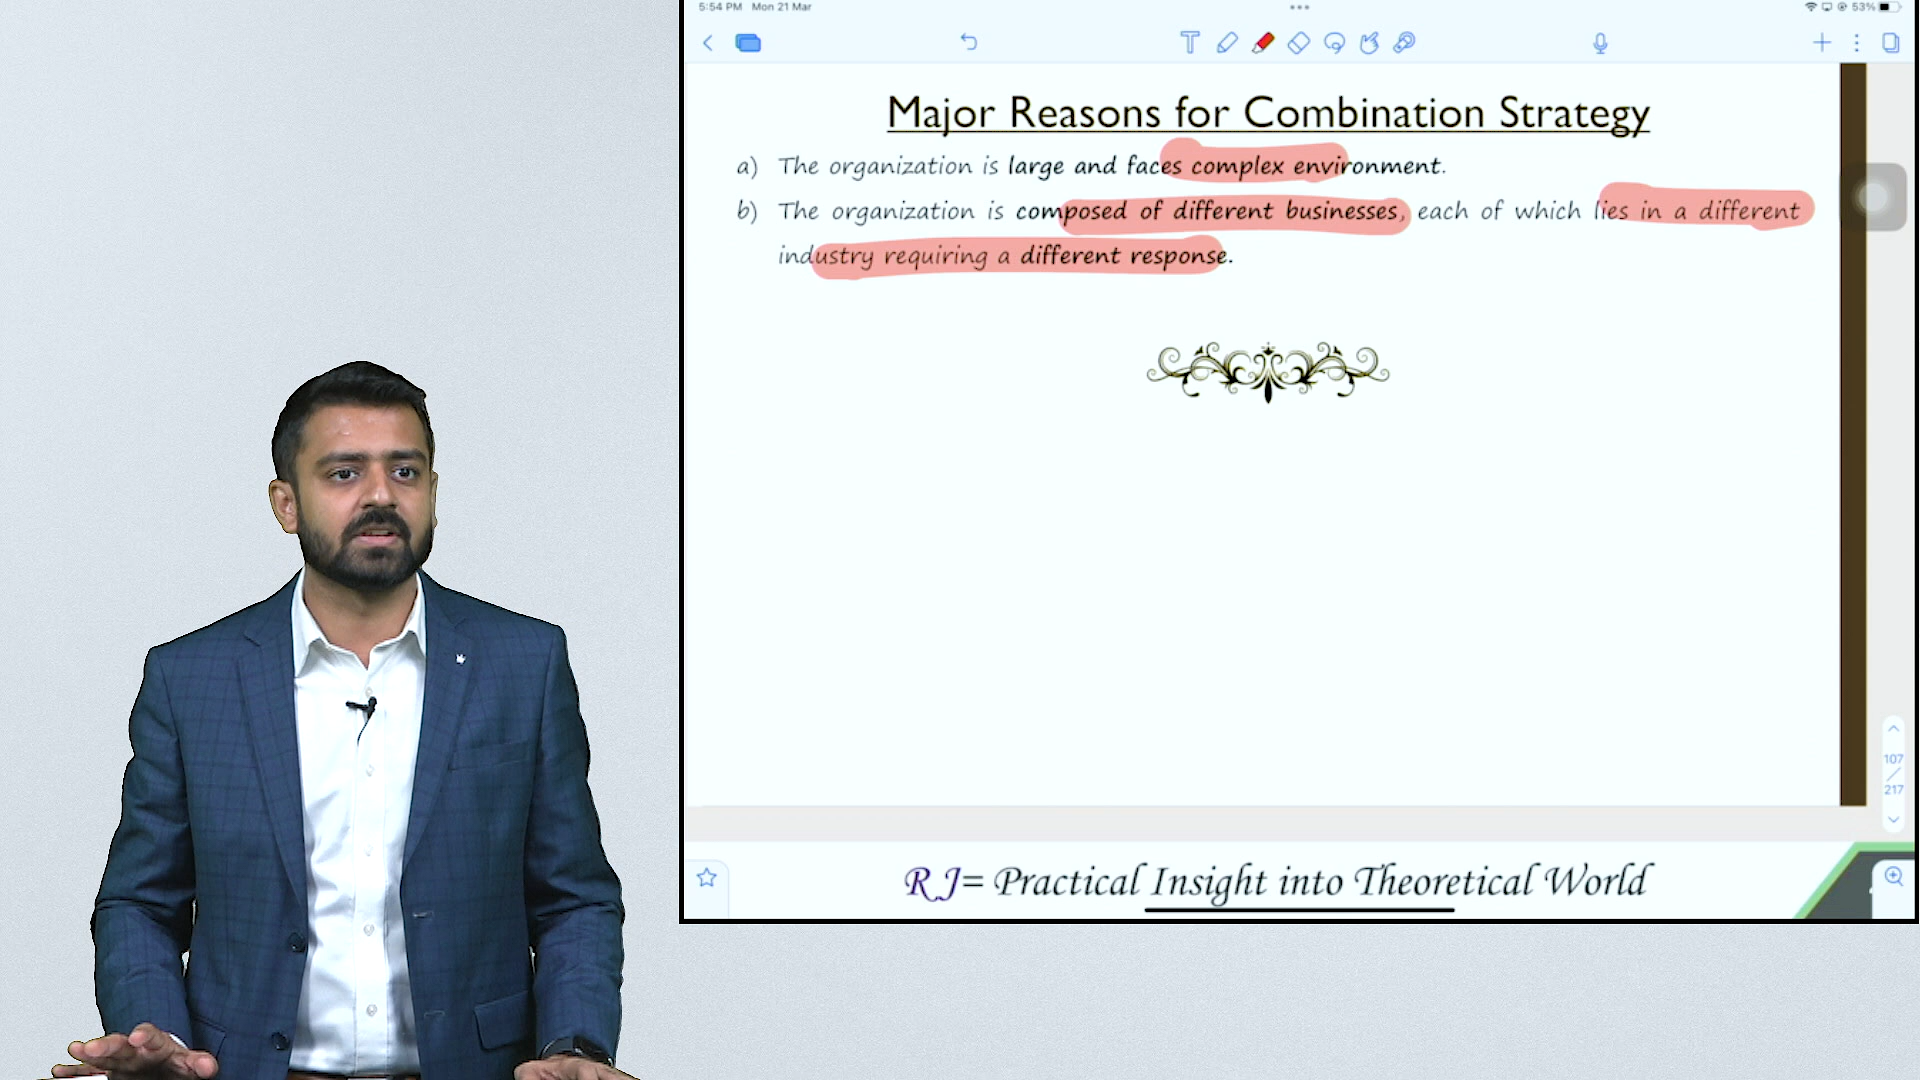 5:54 PM Mon 21 Mar
53%
Major Reasons for Combination Strategy
a) The organization is large and faces complex environment.
b) The organization is composed of different businesses, each of which lies in a different
industry requiring a different response.
107
217
R J= Practical Insight into Theoretical World